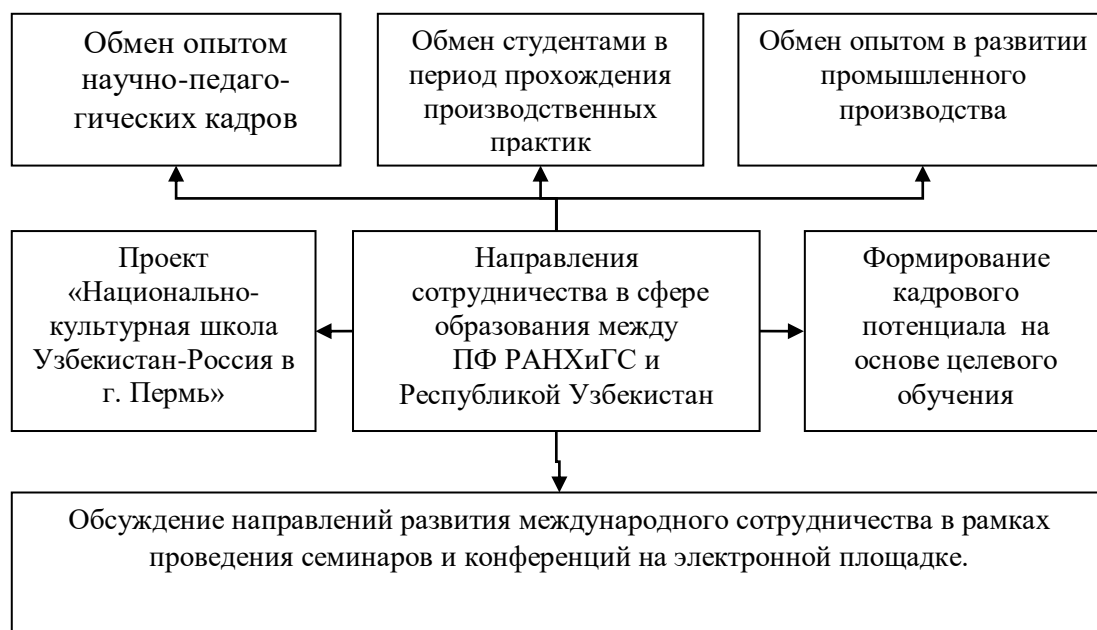 Обмен опытом
научно-педаго-
гических кадров
Обмен студентами в
период прохождения
производственных
практик
Обмен опытом в развитии
промышленного
производства
Проект
«Национально-
культурная школа
Узбекистан-Россия в
г. Пермь»
Направления
сотрудничества в сфере
образования между
ПФ РАНХиГС и
Республикой Узбекистан
Формирование
кадрового
потенциала на
основе целевого
обучения
Обсуждение направлений развития международного сотрудничества в рамках
проведения семинаров и конференций на электронной площадке.